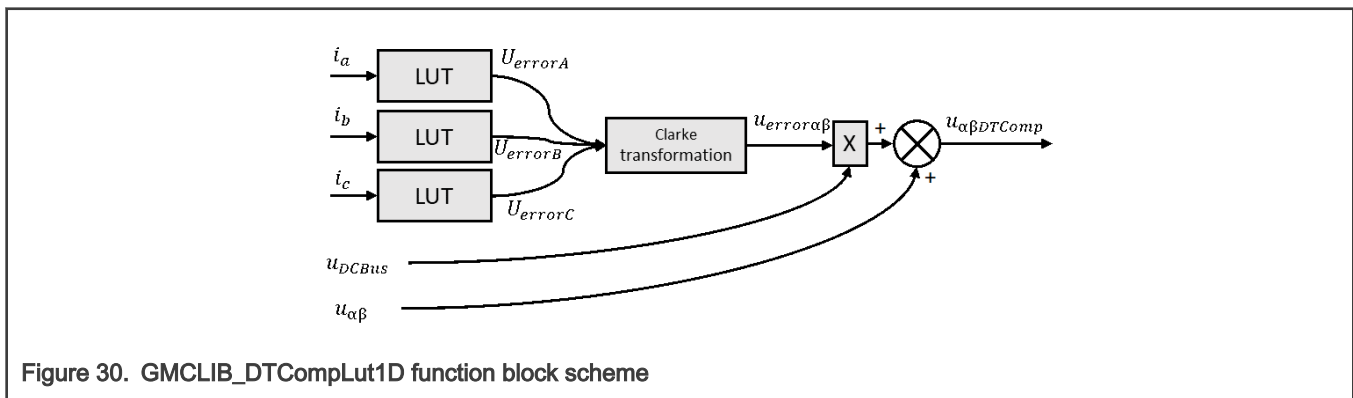 i_a
LUT
U_errorA
i_b
LUT
U_errorB
i_c
LUT
U_errorC
Clarke
transformation
u_errorαβ
X
+
+
u_αβDTComp
u_DCBus
u_αβ
Figure 30. GMCLIB_DTCompLut1D function block scheme